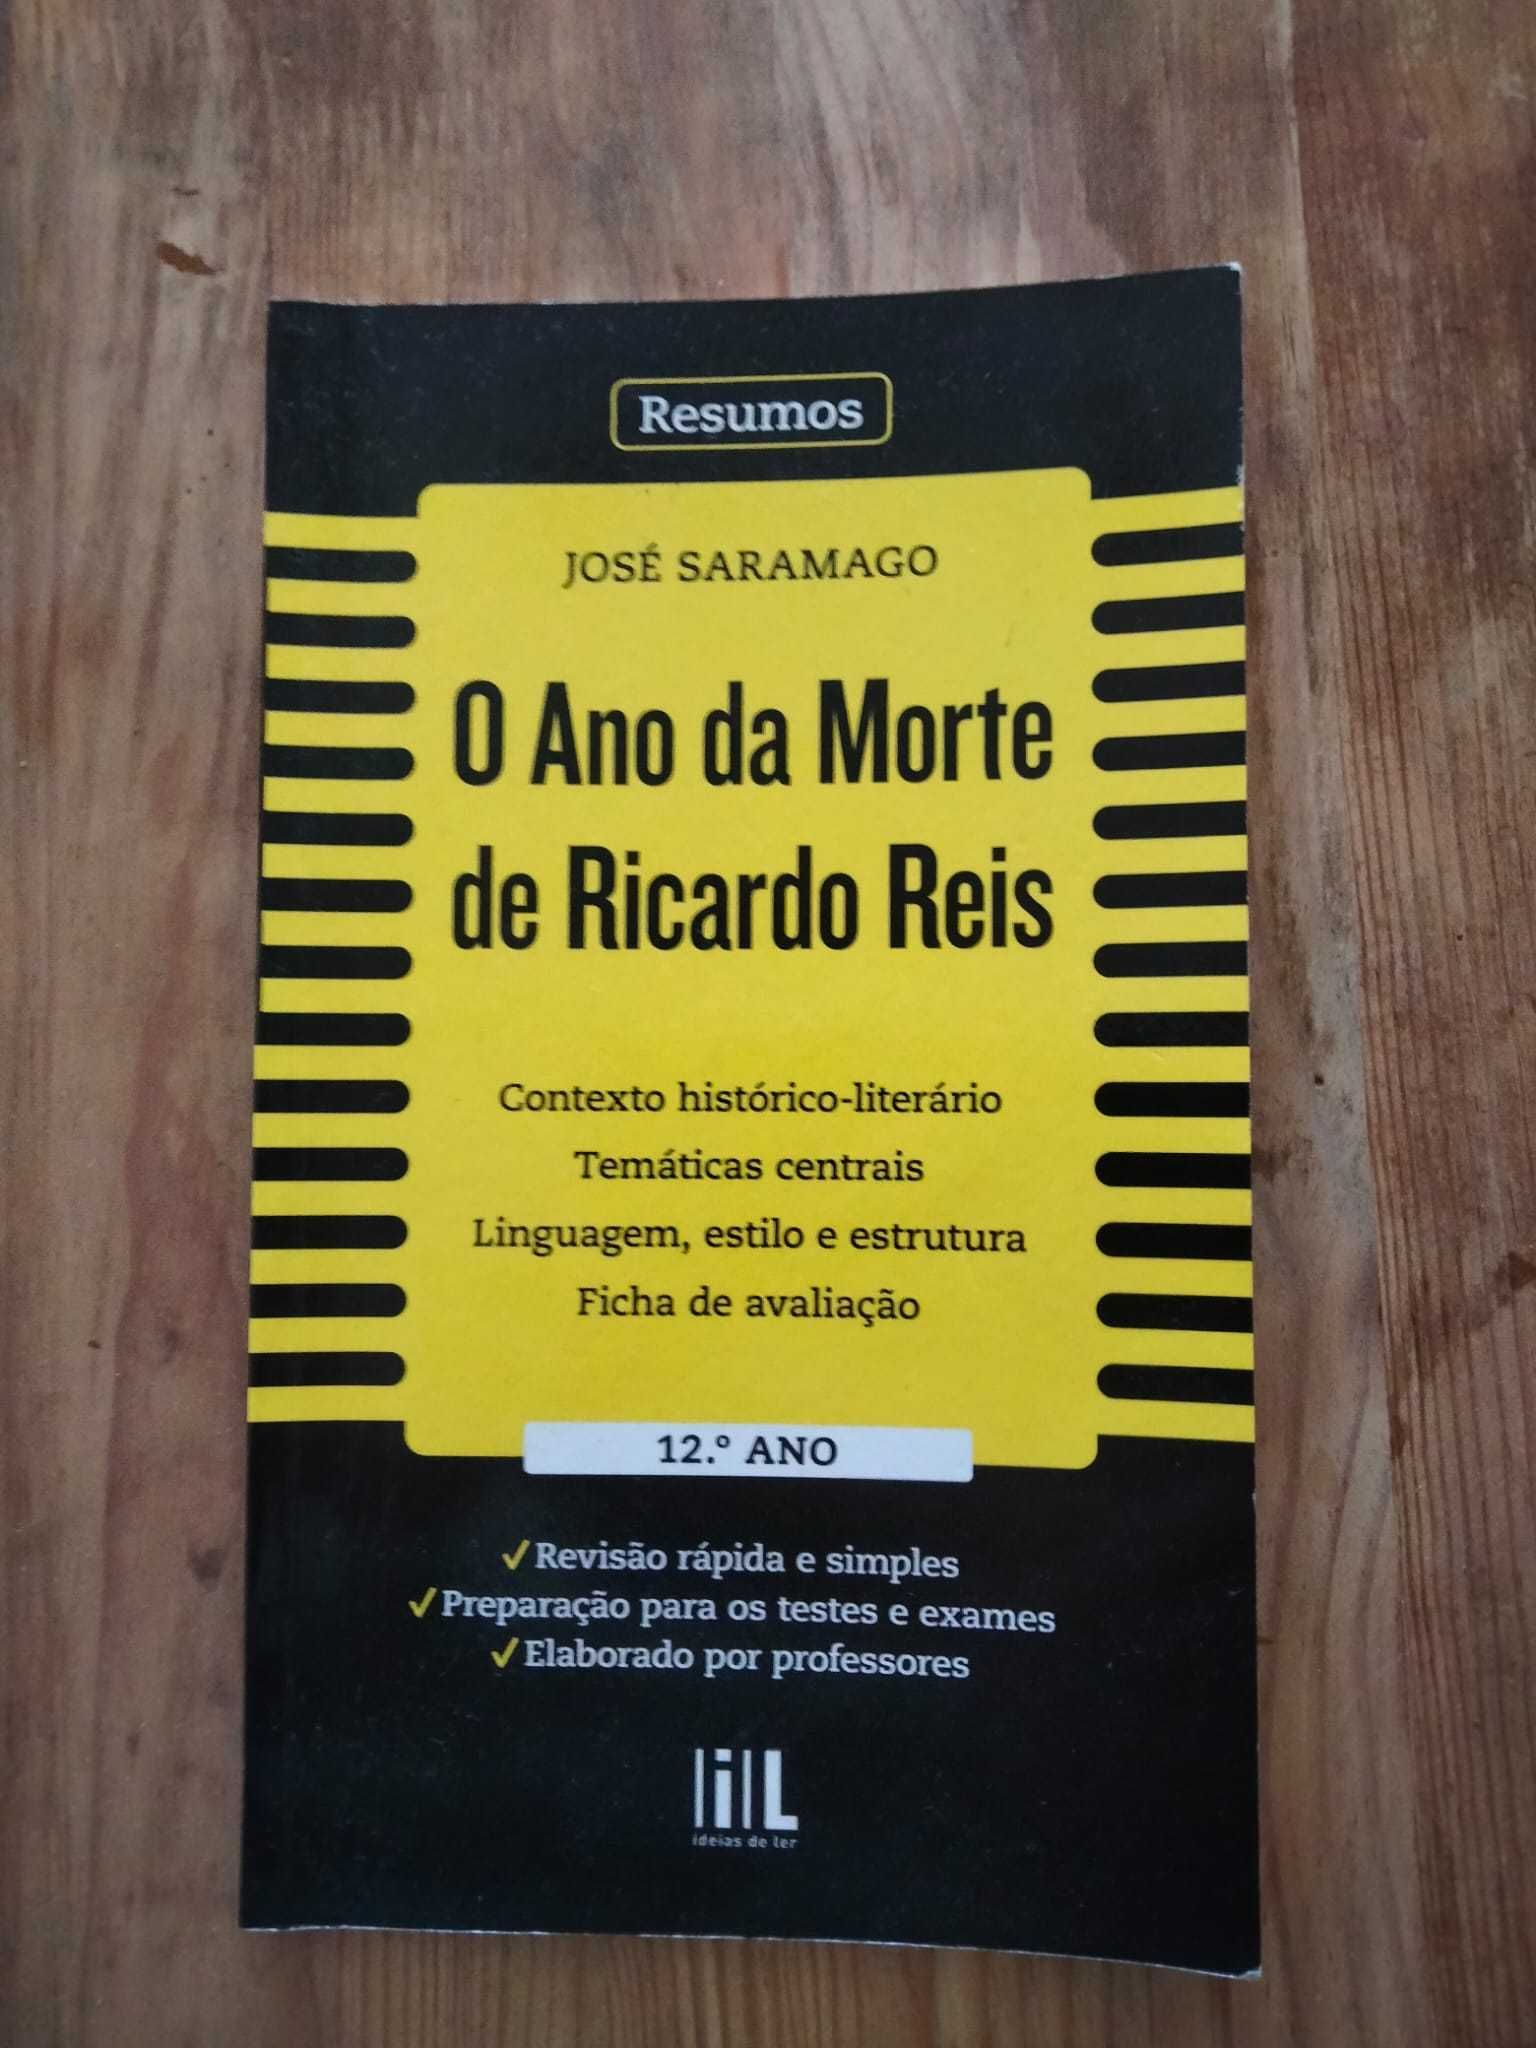 Resumos
JOSÉ SARAMAGO
O Ano da Morte
de Ricardo Reis
Contexto histórico-literário
Temáticas centrais
Linguagem, estilo e estrutura
Ficha de avaliação
12.º ANO
✓Revisão rápida e simples
✓Preparação para os testes e exames
✓Elaborado por professores
|i|L
ideias de ler